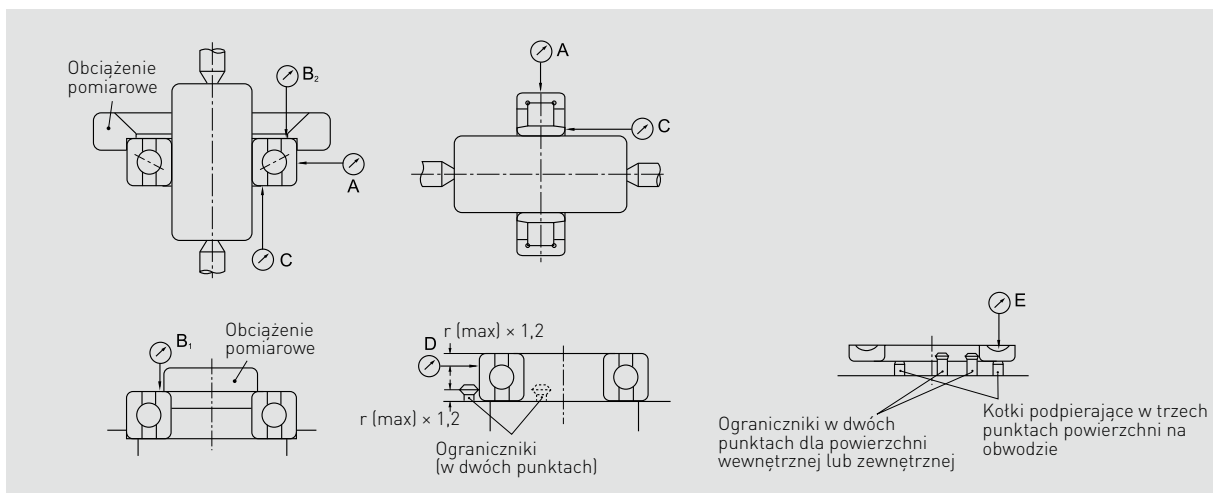 Obciążenie
pomiarowe
B₂
A
C
A
C
B₁
Obciążenie
pomiarowe
D
r (max) × 1,2
r (max) × 1,2
Ograniczniki
(w dwóch punktach)
E
Ograniczniki w dwóch
punktach dla powierzchni
wewnętrznej lub zewnętrznej
Kołki podpierające w trzech
punktach powierzchni na
obwodzie